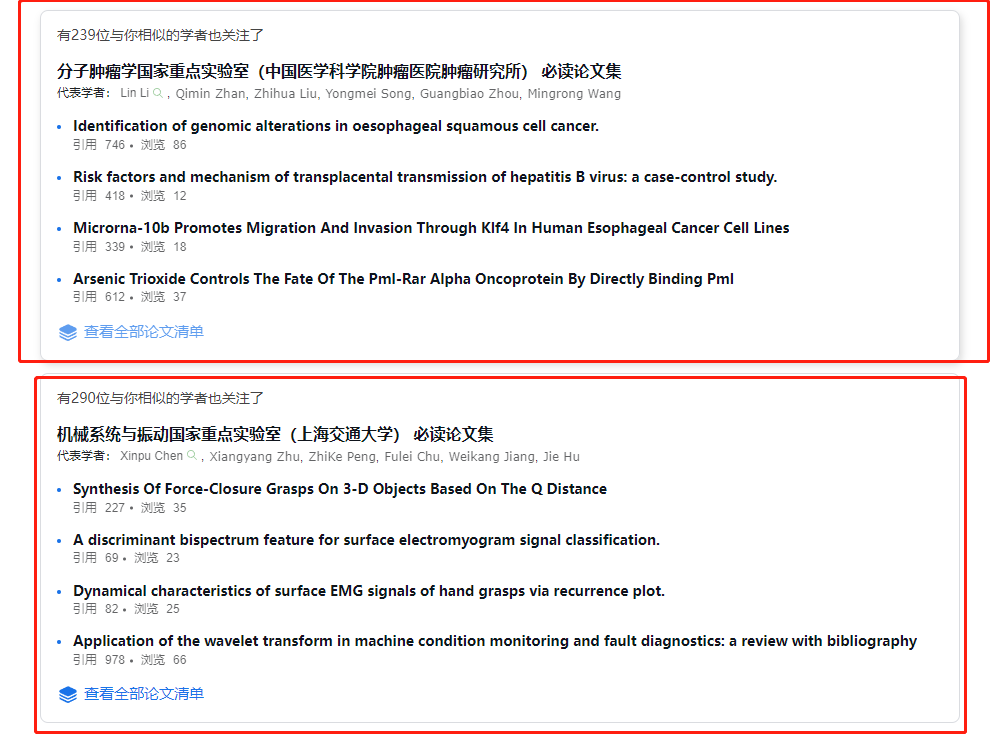 有239位与你相似的学者也关注了
分子肿瘤学国家重点实验室（中国医学科学院肿瘤医院肿瘤研究所） 必读论文集
代表学者： Lin Li , Qimin Zhan, Zhihua Liu, Yongmei Song, Guangbiao Zhou, Mingrong Wang
• Identification of genomic alterations in oesophageal squamous cell cancer.
引用 746 • 浏览 86
• Risk factors and mechanism of transplacental transmission of hepatitis B virus: a case-control study.
引用 418 • 浏览 12
• Microrna-10b Promotes Migration And Invasion Through Klf4 In Human Esophageal Cancer Cell Lines
引用 339 • 浏览 18
• Arsenic Trioxide Controls The Fate Of The Pml-Rar Alpha Oncoprotein By Directly Binding Pml
引用 612 • 浏览 37
查看全部论文清单
有290位与你相似的学者也关注了
机械系统与振动国家重点实验室（上海交通大学） 必读论文集
代表学者： Xinpu Chen , Xiangyang Zhu, ZhiKe Peng, Fulei Chu, Weikang Jiang, Jie Hu
• Synthesis Of Force-Closure Grasps On 3-D Objects Based On The Q Distance
引用 227 • 浏览 35
• A discriminant bispectrum feature for surface electromyogram signal classification.
引用 69 • 浏览 23
• Dynamical characteristics of surface EMG signals of hand grasps via recurrence plot.
引用 82 • 浏览 25
• Application of the wavelet transform in machine condition monitoring and fault diagnostics: a review with bibliography
引用 978 • 浏览 66
查看全部论文清单